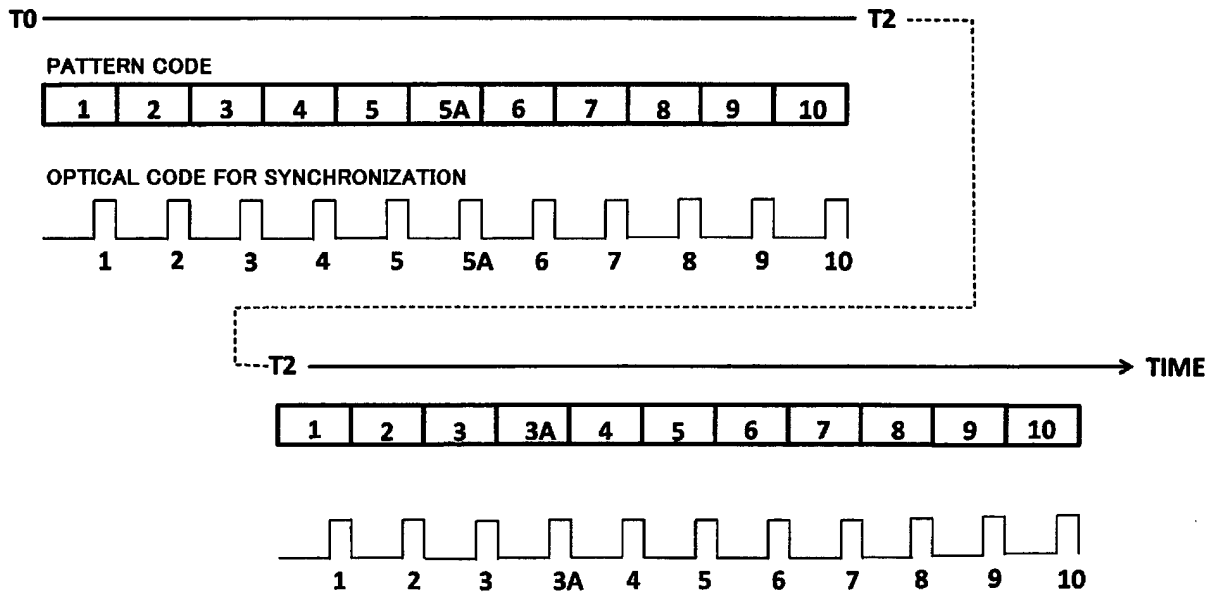 T0 T2
PATTERN CODE
1 2 3 4 5 5A 6 7 8 9 10
OPTICAL CODE FOR SYNCHRONIZATION
1 2 3 4 5 5A 6 7 8 9 10
T2 TIME
1 2 3 3A 4 5 6 7 8 9 10
1 2 3 3A 4 5 6 7 8 9 10